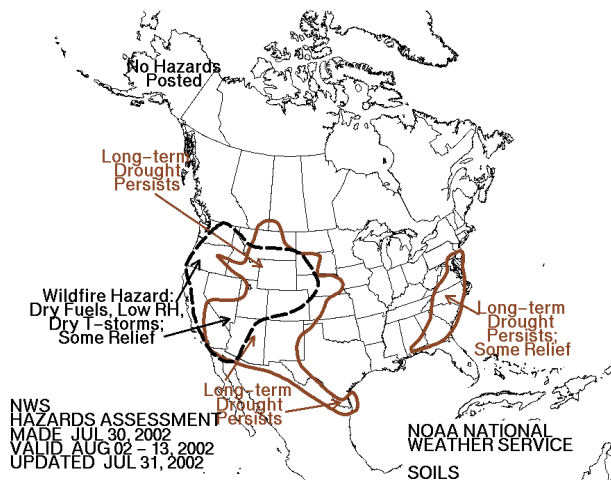 No Hazards
Posted
Long-term
Drought
Persists
Wildfire Hazard:
Dry Fuels, Low RH,
Dry T-storms;
Some Relief
Long-term
Drought
Persists;
Some Relief
Long-term
Drought
Persists
NWS
HAZARDS ASSESSMENT
MADE JUL 30, 2002
VALID AUG 02 - 13, 2002
UPDATED JUL 31, 2002
NOAA NATIONAL
WEATHER SERVICE
SOILS